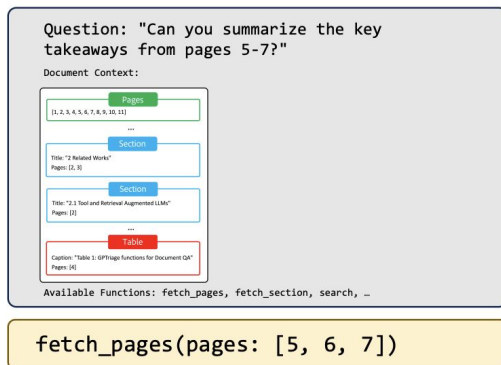 Question: "Can you summarize the key
takeaways from pages 5-7?"
Document Context:
Pages
[1, 2, 3, 4, 5, 6, 7, 8, 9, 10, 11]
...
Section
Title: "2 Related Works"
Pages: [2, 3]
Section
Title: "2.1 Tool and Retrieval Augmented LLMs"
Pages: [2]
...
Table
Caption: "Table 1: GPTriage functions for Document QA"
Pages: [4]
Available Functions: fetch_pages, fetch_section, search, …
fetch_pages(pages: [5, 6, 7])